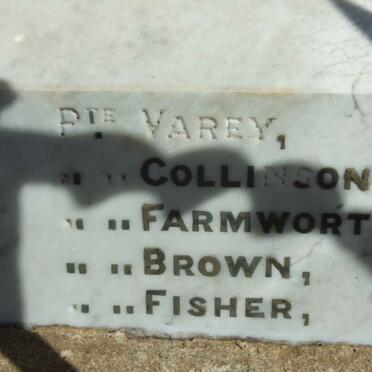 PTE VAREY,
" " COLLINSON
" " FARMWORT
" " BROWN,
" " FISHER,